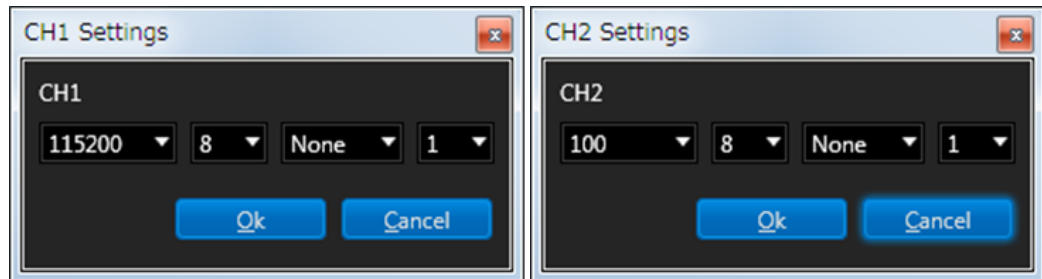 CH1 Settings
CH1
115200 8 None 1
Ok Cancel
CH2 Settings
CH2
100 8 None 1
Ok Cancel